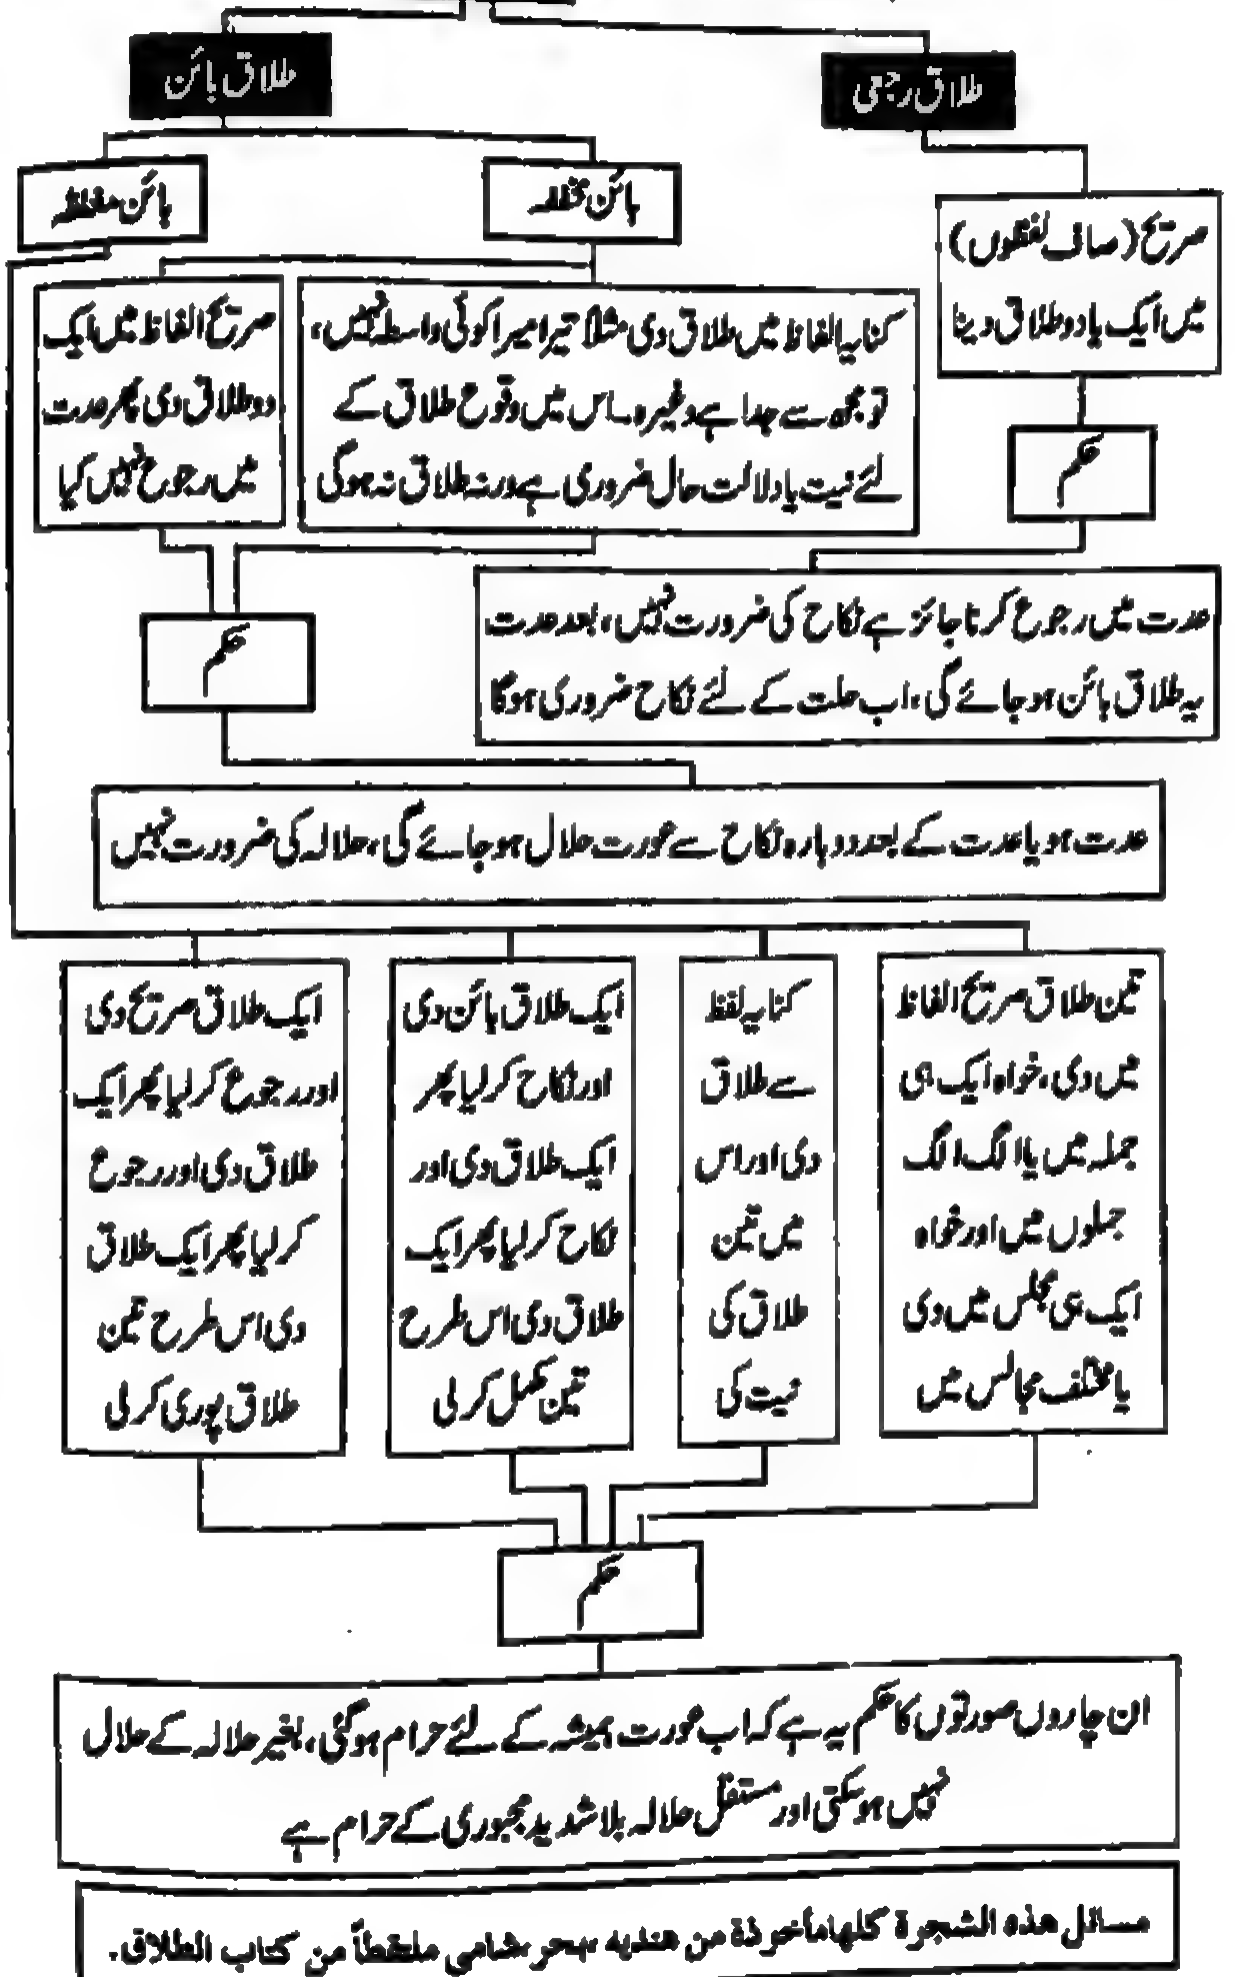 طلاق رجعی
طلاق بائن
صریح (صاف لفظوں)
میں ایک یا دو طلاق دینا
حکم
عدت میں رجوع کرنا جائز ہے نکاح کی ضرورت نہیں، بعد عدت
یہ طلاق بائن ہو جائے گی، اب حلت کے لئے نکاح ضروری ہوگا
بائن مخففہ
بائن مغلظہ
کنایہ الفاظ میں طلاق دی مثلاً تیرا میرا کوئی واسطہ نہیں،
تو مجھ سے جدا ہے وغیرہ۔ اس میں وقوع طلاق کے
لئے نیت یا دلالت حال ضروری ہے ورنہ طلاق نہ ہوگی
صریح الفاظ میں ایک
دو طلاق دی پھر عدت
میں رجوع نہیں کیا
حکم
عدت ہو یا عدت کے بعد دوبارہ نکاح سے عورت حلال ہو جائے گی، حلالہ کی ضرورت نہیں
تین طلاق صریح الفاظ
میں دی، خواہ ایک ہی
جملہ میں یا الگ الگ
جملوں میں اور خواہ
ایک ہی مجلس میں دی
یا مختلف مجالس میں
کنایہ لفظ
سے طلاق
دی اور اس
میں تین
طلاق کی
نیت کی
ایک طلاق بائن دی
اور نکاح کر لیا پھر
ایک طلاق دی اور
نکاح کر لیا پھر ایک
طلاق دی اس طرح
تین مکمل کر لی
ایک طلاق صریح دی
اور رجوع کر لیا پھر ایک
طلاق دی اور رجوع
کر لیا پھر ایک طلاق
دی اس طرح تین
طلاق پوری کر لی
حکم
ان چاروں صورتوں کا حکم یہ ہے کہ اب عورت ہمیشہ کے لئے حرام ہوگئی، بغیر حلالہ کے حلال
نہیں ہو سکتی اور مستقل حلالہ بلا شدید مجبوری کے حرام ہے
مسائل هذه الشجرة كلها مأخوذة من هنديه، بحر، شامی ملتقطاً من كتاب الطلاق۔